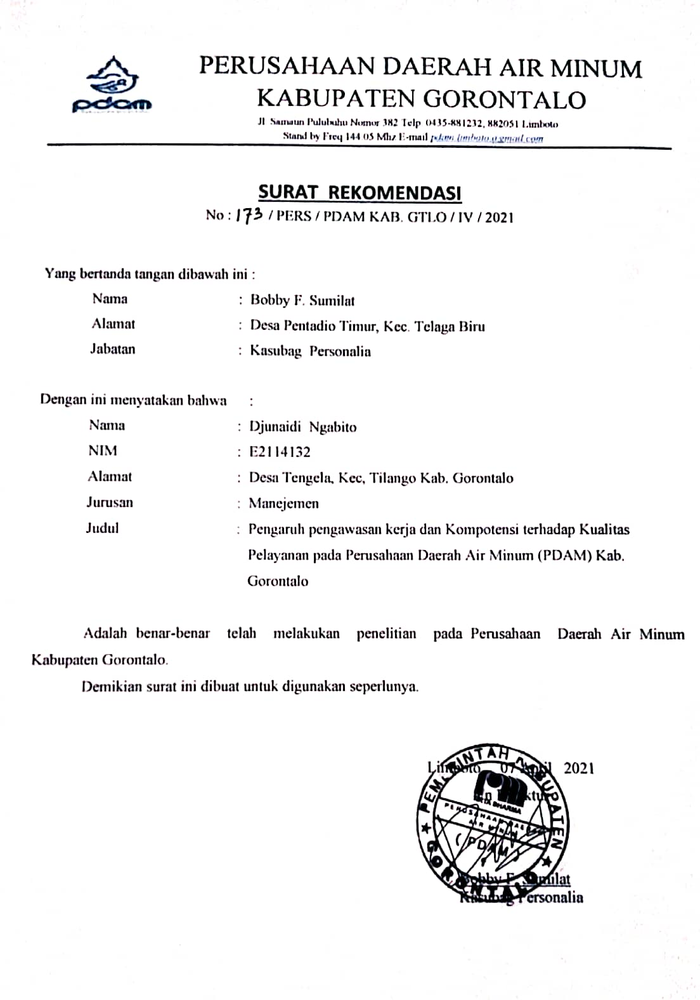 pdam
PERUSAHAAN DAERAH AIR MINUM
KABUPATEN GORONTALO
Jl Samaun Pulubuhu Nomor 382 Telp 0435-881232, 882051 Limboto
Stand by Freq 144 05 Mhz E-mail
SURAT REKOMENDASI
No : 173 / PERS / PDAM KAB. GTLO / IV / 2021
Yang bertanda tangan dibawah ini :
Nama : Bobby F. Sumilat
Alamat : Desa Pentadio Timur, Kec. Telaga Biru
Jabatan : Kasubag Personalia
Dengan ini menyatakan bahwa :
Nama : Djunaidi Ngabito
NIM : E2114132
Alamat : Desa Tengela, Kec, Tilango Kab. Gorontalo
Jurusan : Manejemen
Judul : Pengaruh pengawasan kerja dan Kompotensi terhadap Kualitas
Pelayanan pada Perusahaan Daerah Air Minum (PDAM) Kab.
Gorontalo
Adalah benar-benar telah melakukan penelitian pada Perusahaan Daerah Air Minum
Kabupaten Gorontalo.
Demikian surat ini dibuat untuk digunakan seperlunya.
Limboto 07 April 2021
PEMERINTAH KABUPATEN
TIRTA DHARMA
PERUSAHAAN DAERAH
AIR MINUM
( PDAM )
GORONTALO
Bobby F. Sumilat
Kasubag Personalia